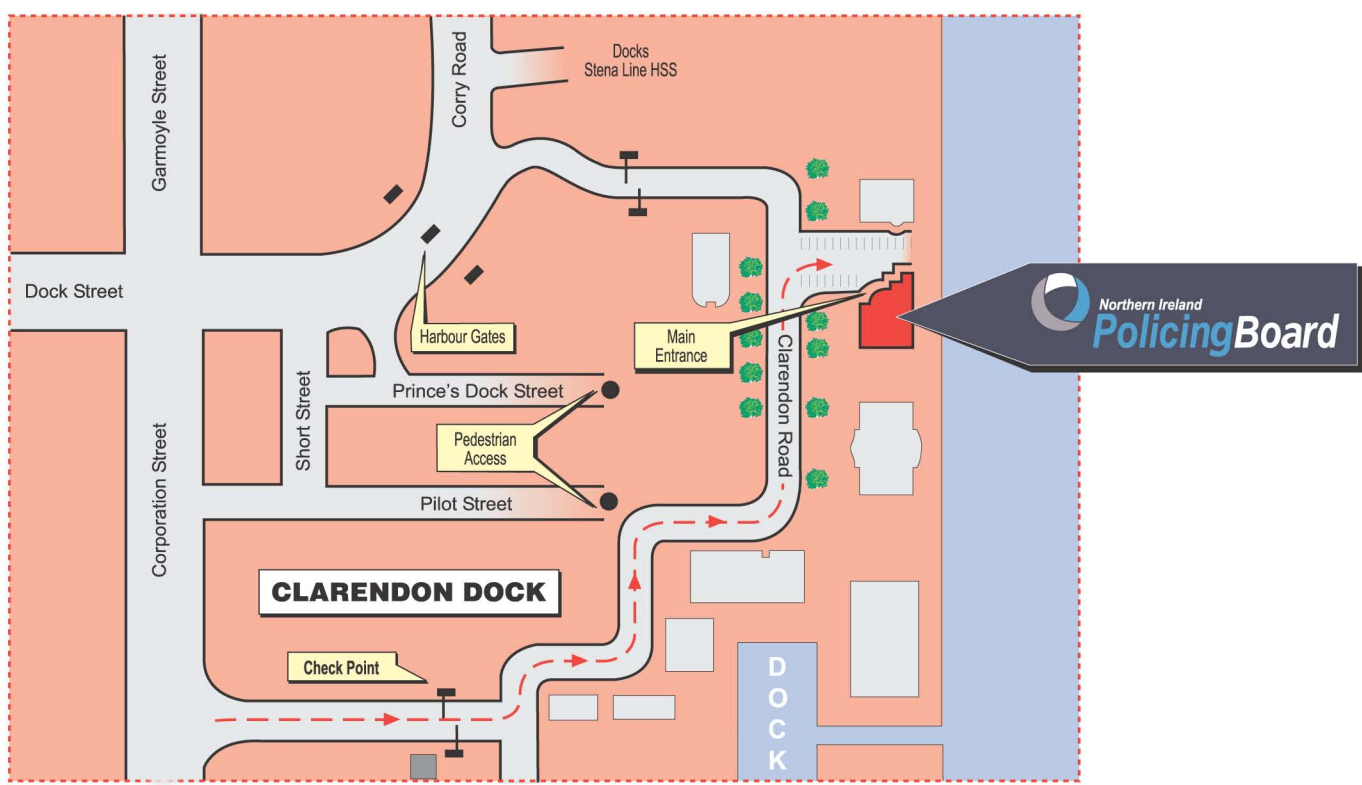 Garmoyle Street
Corry Road
Docks
Stena Line HSS
Dock Street
Harbour Gates
Main
Entrance
Northern Ireland
PolicingBoard
Prince's Dock Street
Short Street
Clarendon Road
Pedestrian
Access
Corporation Street
Pilot Street
CLARENDON DOCK
Check Point
DOCK